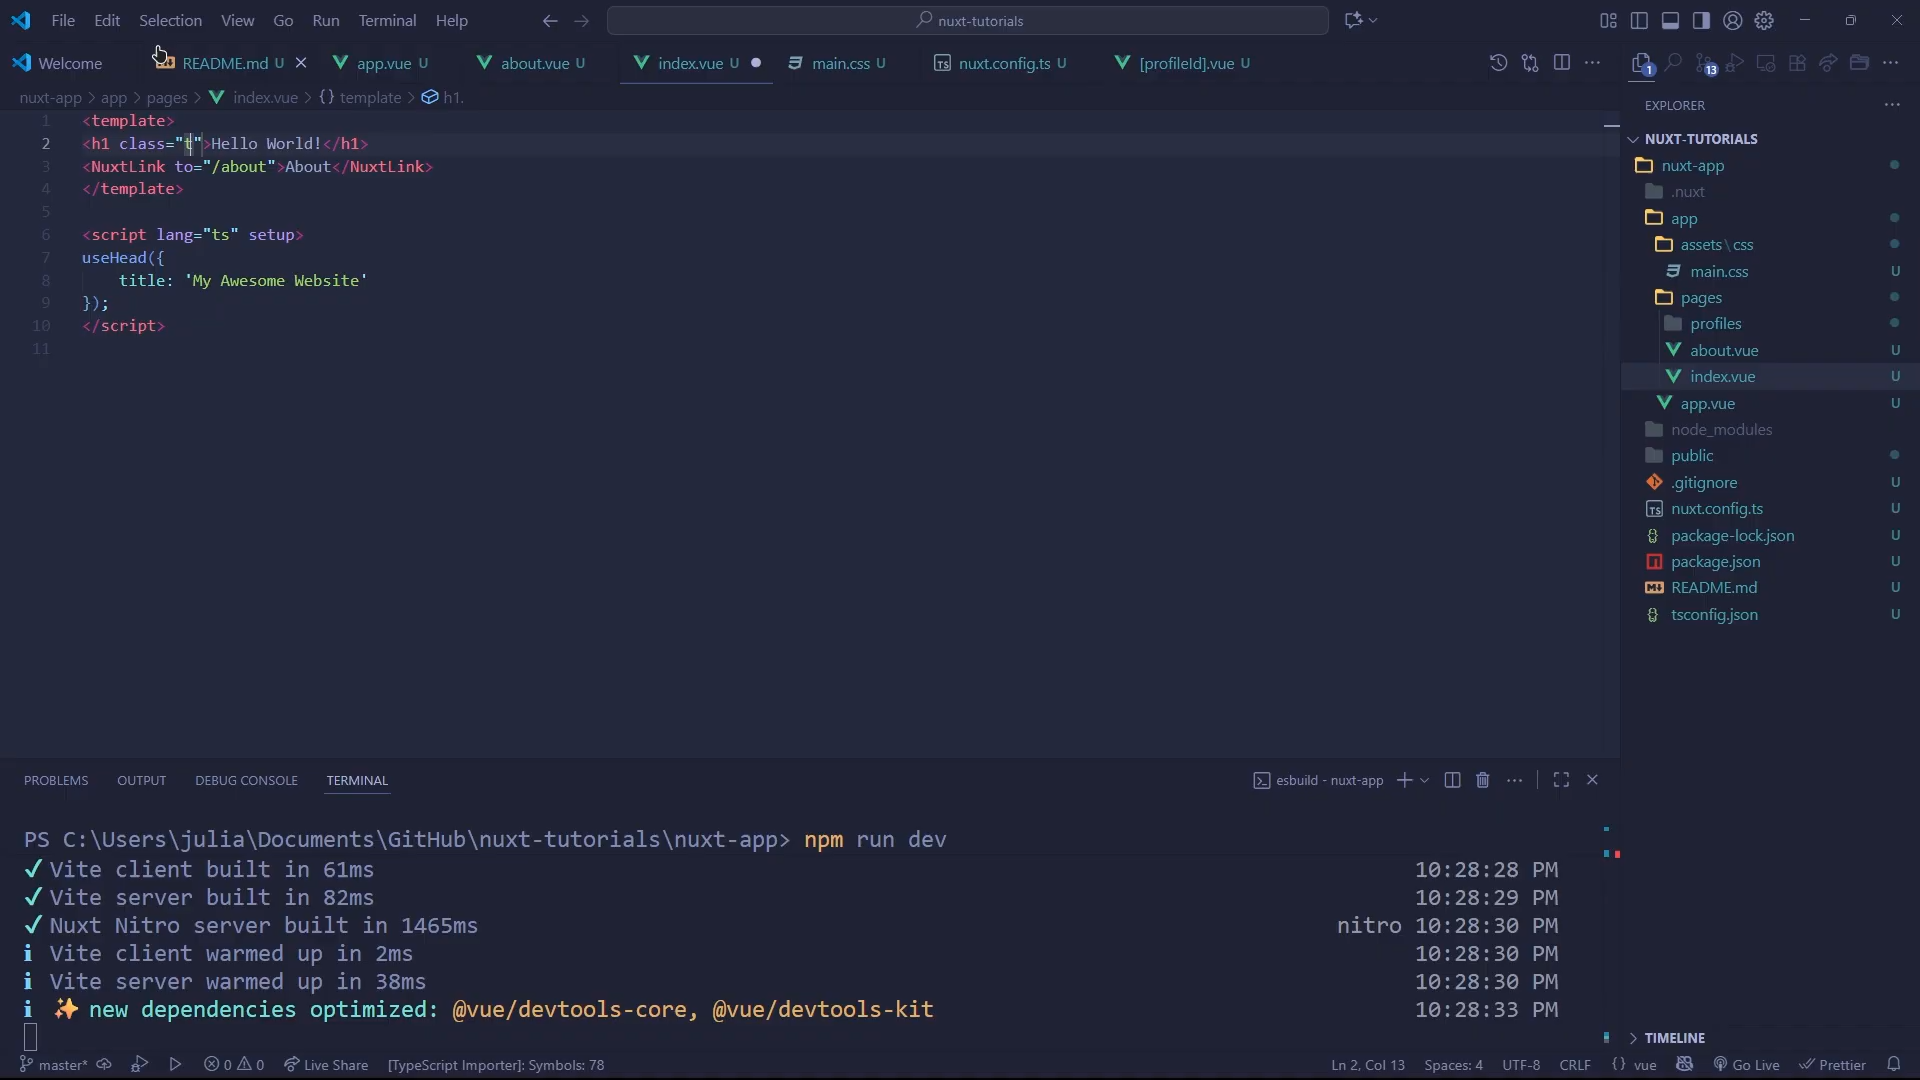 File Edit Selection View Go Run Terminal Help
nuxt-tutorials
Welcome
README.md U
app.vue U
about.vue U
index.vue U
main.css U
nuxt.config.ts U
[profileId].vue U
1
13
nuxt-app > app > pages > index.vue > {} template > h1.
1 <template>
2 <h1 class="t">Hello World!</h1>
3 <NuxtLink to="/about">About</NuxtLink>
4 </template>
5
6 <script lang="ts" setup>
7 useHead({
8 title: 'My Awesome Website'
9 });
10 </script>
11
EXPLORER
NUXT-TUTORIALS
nuxt-app
.nuxt
app
assets\css
main.css U
pages
profiles
about.vue U
index.vue U
app.vue U
node_modules
public
.gitignore U
nuxt.config.ts U
package-lock.json U
package.json U
README.md U
tsconfig.json U
TIMELINE
PROBLEMS OUTPUT DEBUG CONSOLE TERMINAL
esbuild - nuxt-app
PS C:\Users\julia\Documents\GitHub\nuxt-tutorials\nuxt-app> npm run dev
✓ Vite client built in 61ms 10:28:28 PM
✓ Vite server built in 82ms 10:28:29 PM
✓ Nuxt Nitro server built in 1465ms nitro 10:28:30 PM
i Vite client warmed up in 2ms 10:28:30 PM
i Vite server warmed up in 38ms 10:28:30 PM
i ✨ new dependencies optimized: @vue/devtools-core, @vue/devtools-kit 10:28:33 PM
master* 0 0 Live Share [TypeScript Importer]: Symbols: 78
Ln 2, Col 13 Spaces: 4 UTF-8 CRLF {} vue Go Live Prettier